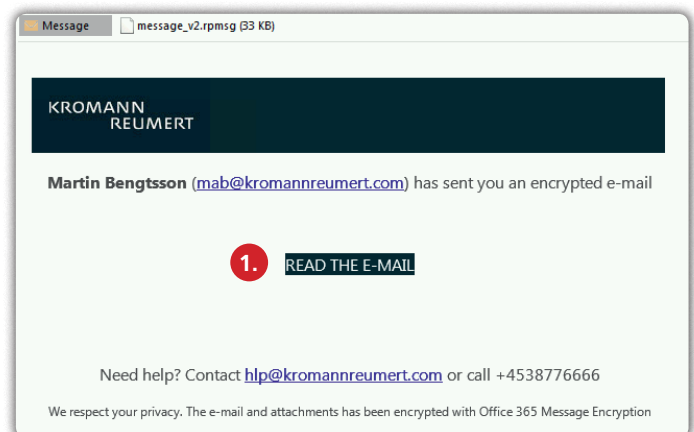 Message message_v2.rpmsg (33 KB)
KROMANN
REUMERT
Martin Bengtsson (mab@kromannreumert.com) has sent you an encrypted e-mail
1. READ THE E-MAIL
Need help? Contact hlp@kromannreumert.com or call +4538776666
We respect your privacy. The e-mail and attachments has been encrypted with Office 365 Message Encryption